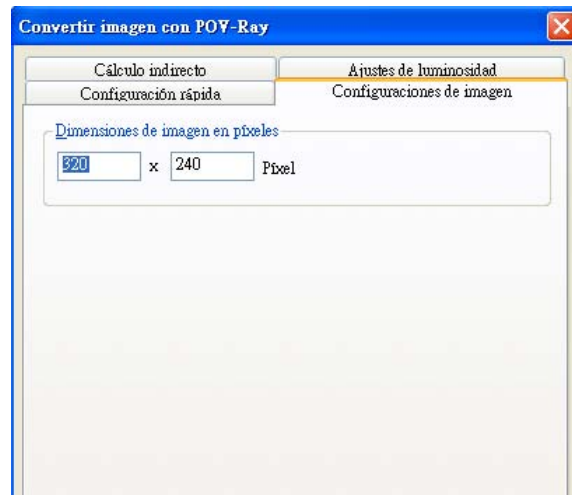 Convertir imagen con POV-Ray
Cálculo indirecto
Ajustes de luminosidad
Configuración rápida
Configuraciones de imagen
Dimensiones de imagen en píxeles
320 x 240 Píxel